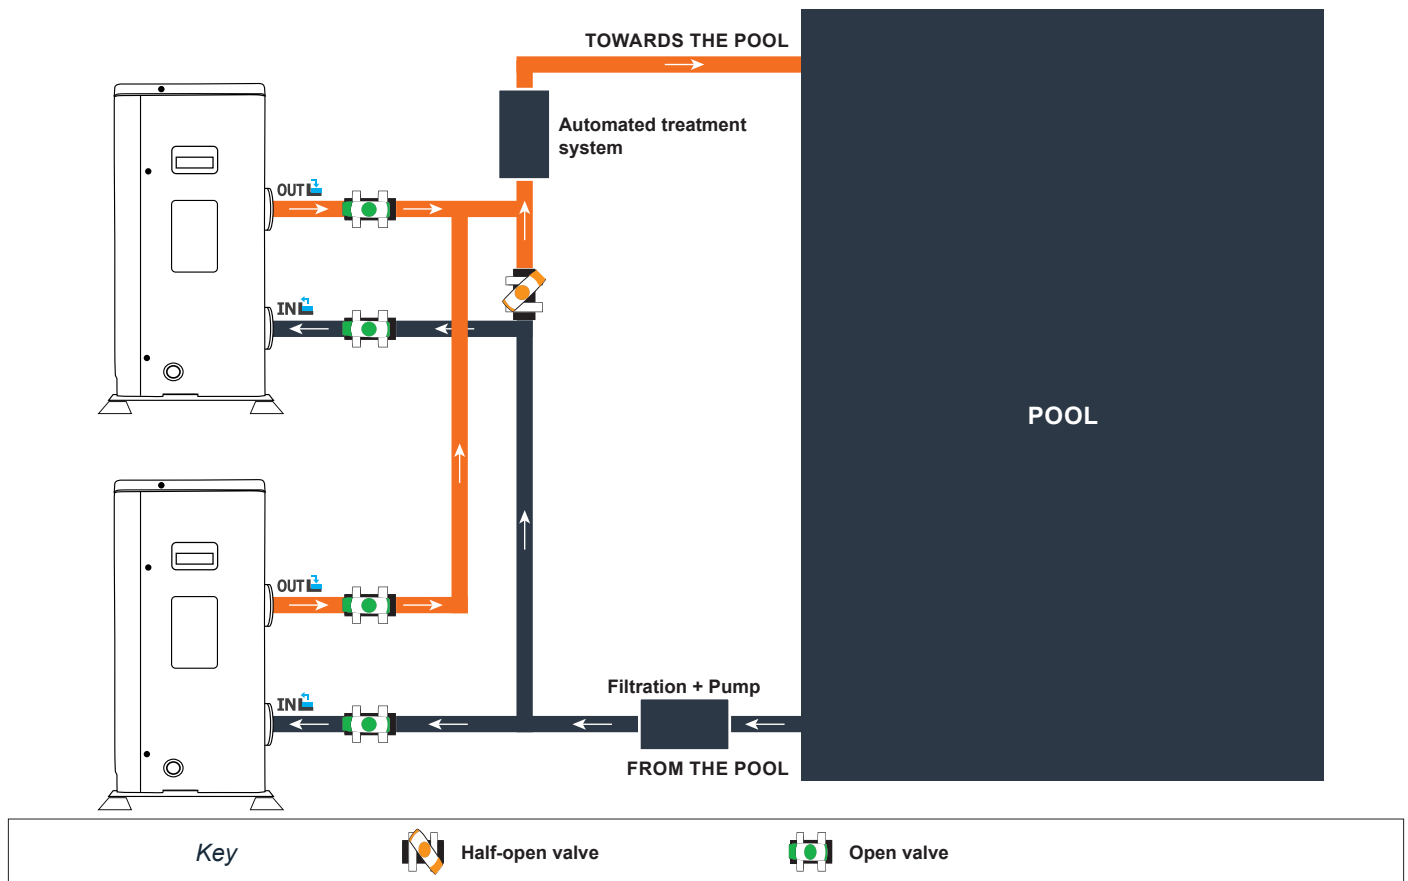 TOWARDS THE POOL
Automated treatment
system
OUT
IN
POOL
OUT
Filtration + Pump
IN
FROM THE POOL
Key
Half-open valve
Open valve